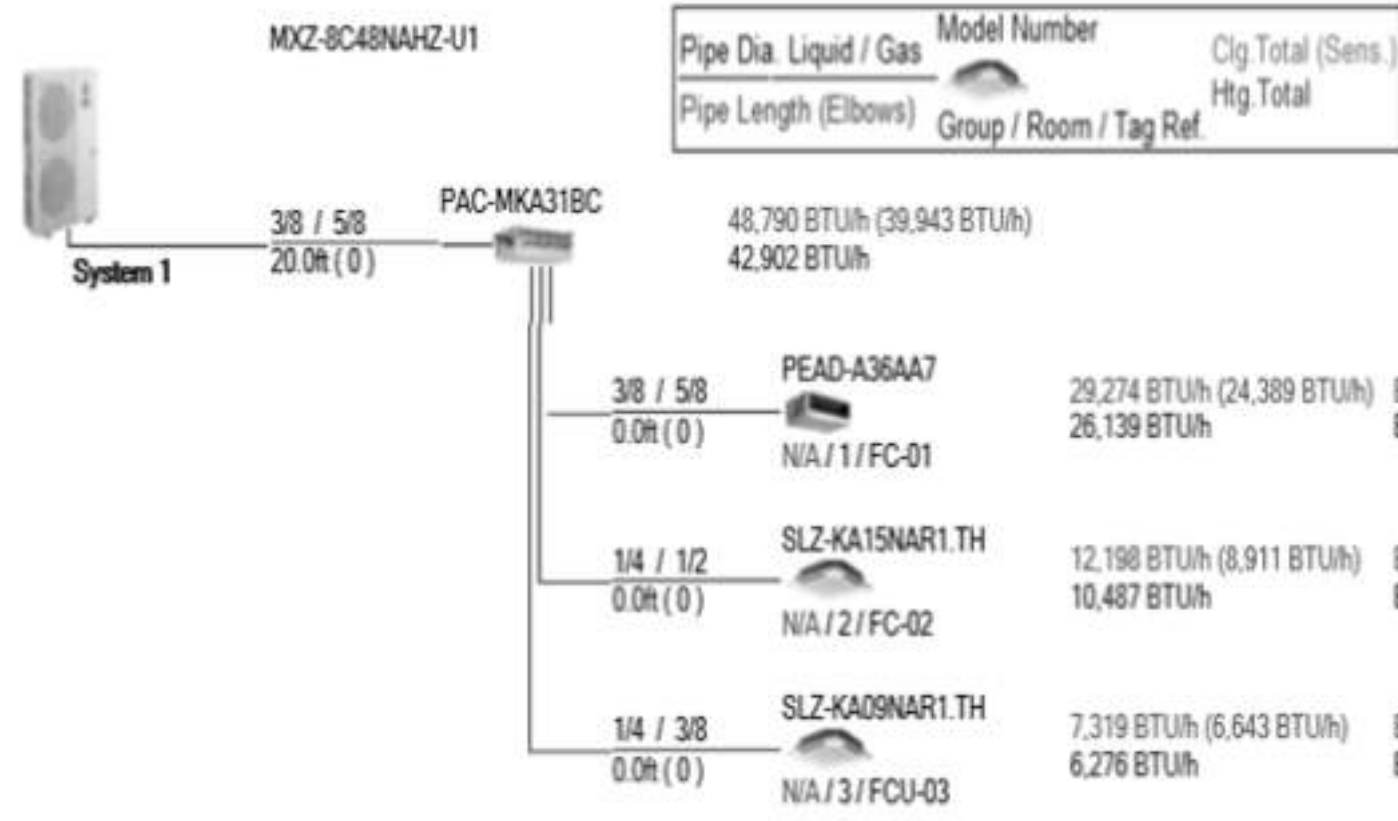 MXZ-8C48NAHZ-U1
Pipe Dia. Liquid / Gas
Model Number
Clg.Total (Sens.)
Pipe Length (Elbows)
Htg.Total
Group / Room / Tag Ref.
PAC-MKA31BC
3/8 / 5/8
48,790 BTU/h (39,943 BTU/h)
System 1
20.0ft ( 0 )
42,902 BTU/h
PEAD-A36AA7
3/8 / 5/8
29,274 BTU/h (24,389 BTU/h)
0.0ft ( 0 )
26,139 BTU/h
N/A / 1 / FC-01
SLZ-KA15NAR1.TH
1/4 / 1/2
12,198 BTU/h (8,911 BTU/h)
0.0ft ( 0 )
10,487 BTU/h
N/A / 2 / FC-02
SLZ-KA09NAR1.TH
1/4 / 3/8
7,319 BTU/h (6,643 BTU/h)
0.0ft ( 0 )
6,276 BTU/h
N/A / 3 / FCU-03